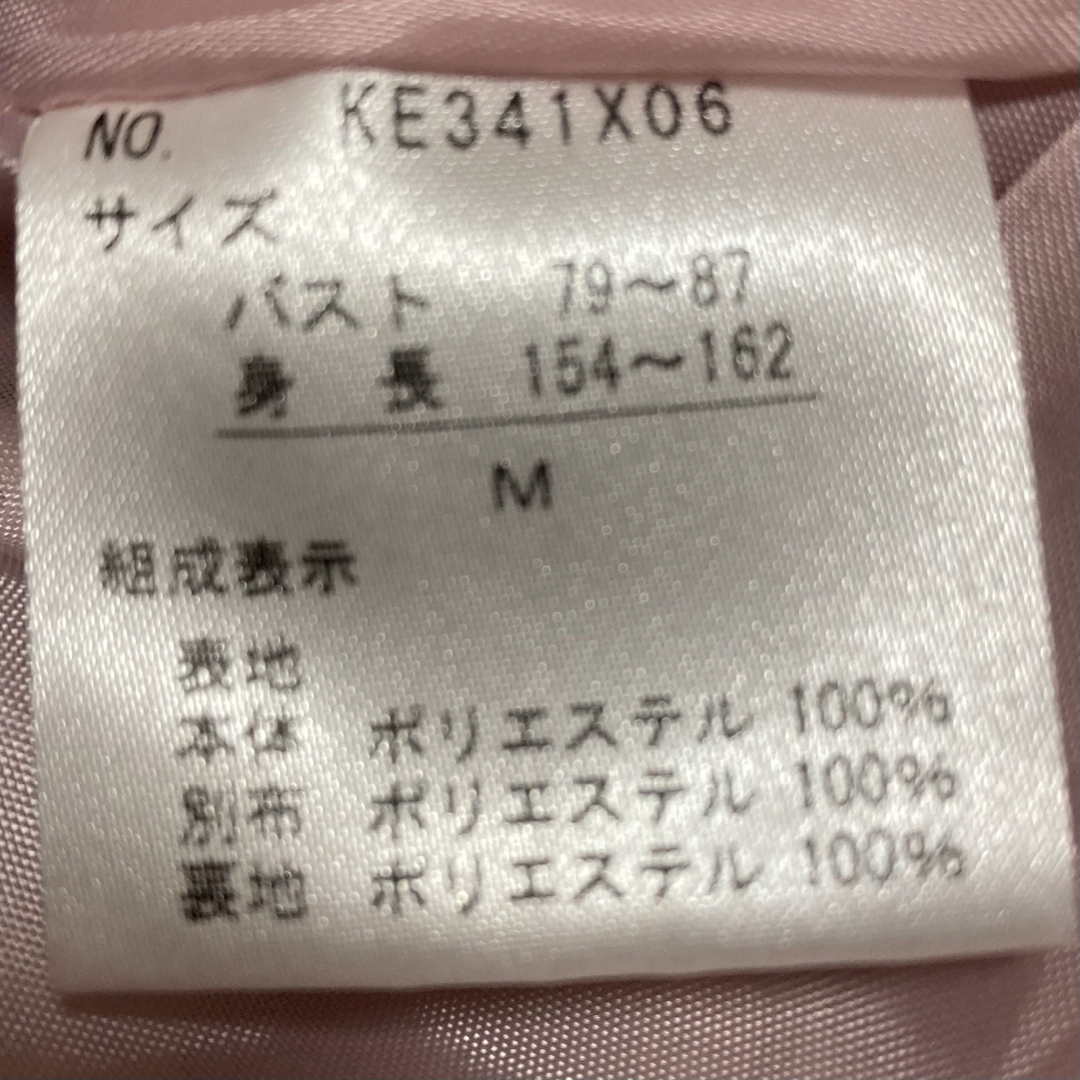 NO. KE341X06
サイズ
バスト 79～87
身長 154～162
M
組成表示
表地
本体 ポリエステル 100%
別布 ポリエステル 100%
裏地 ポリエステル 100%